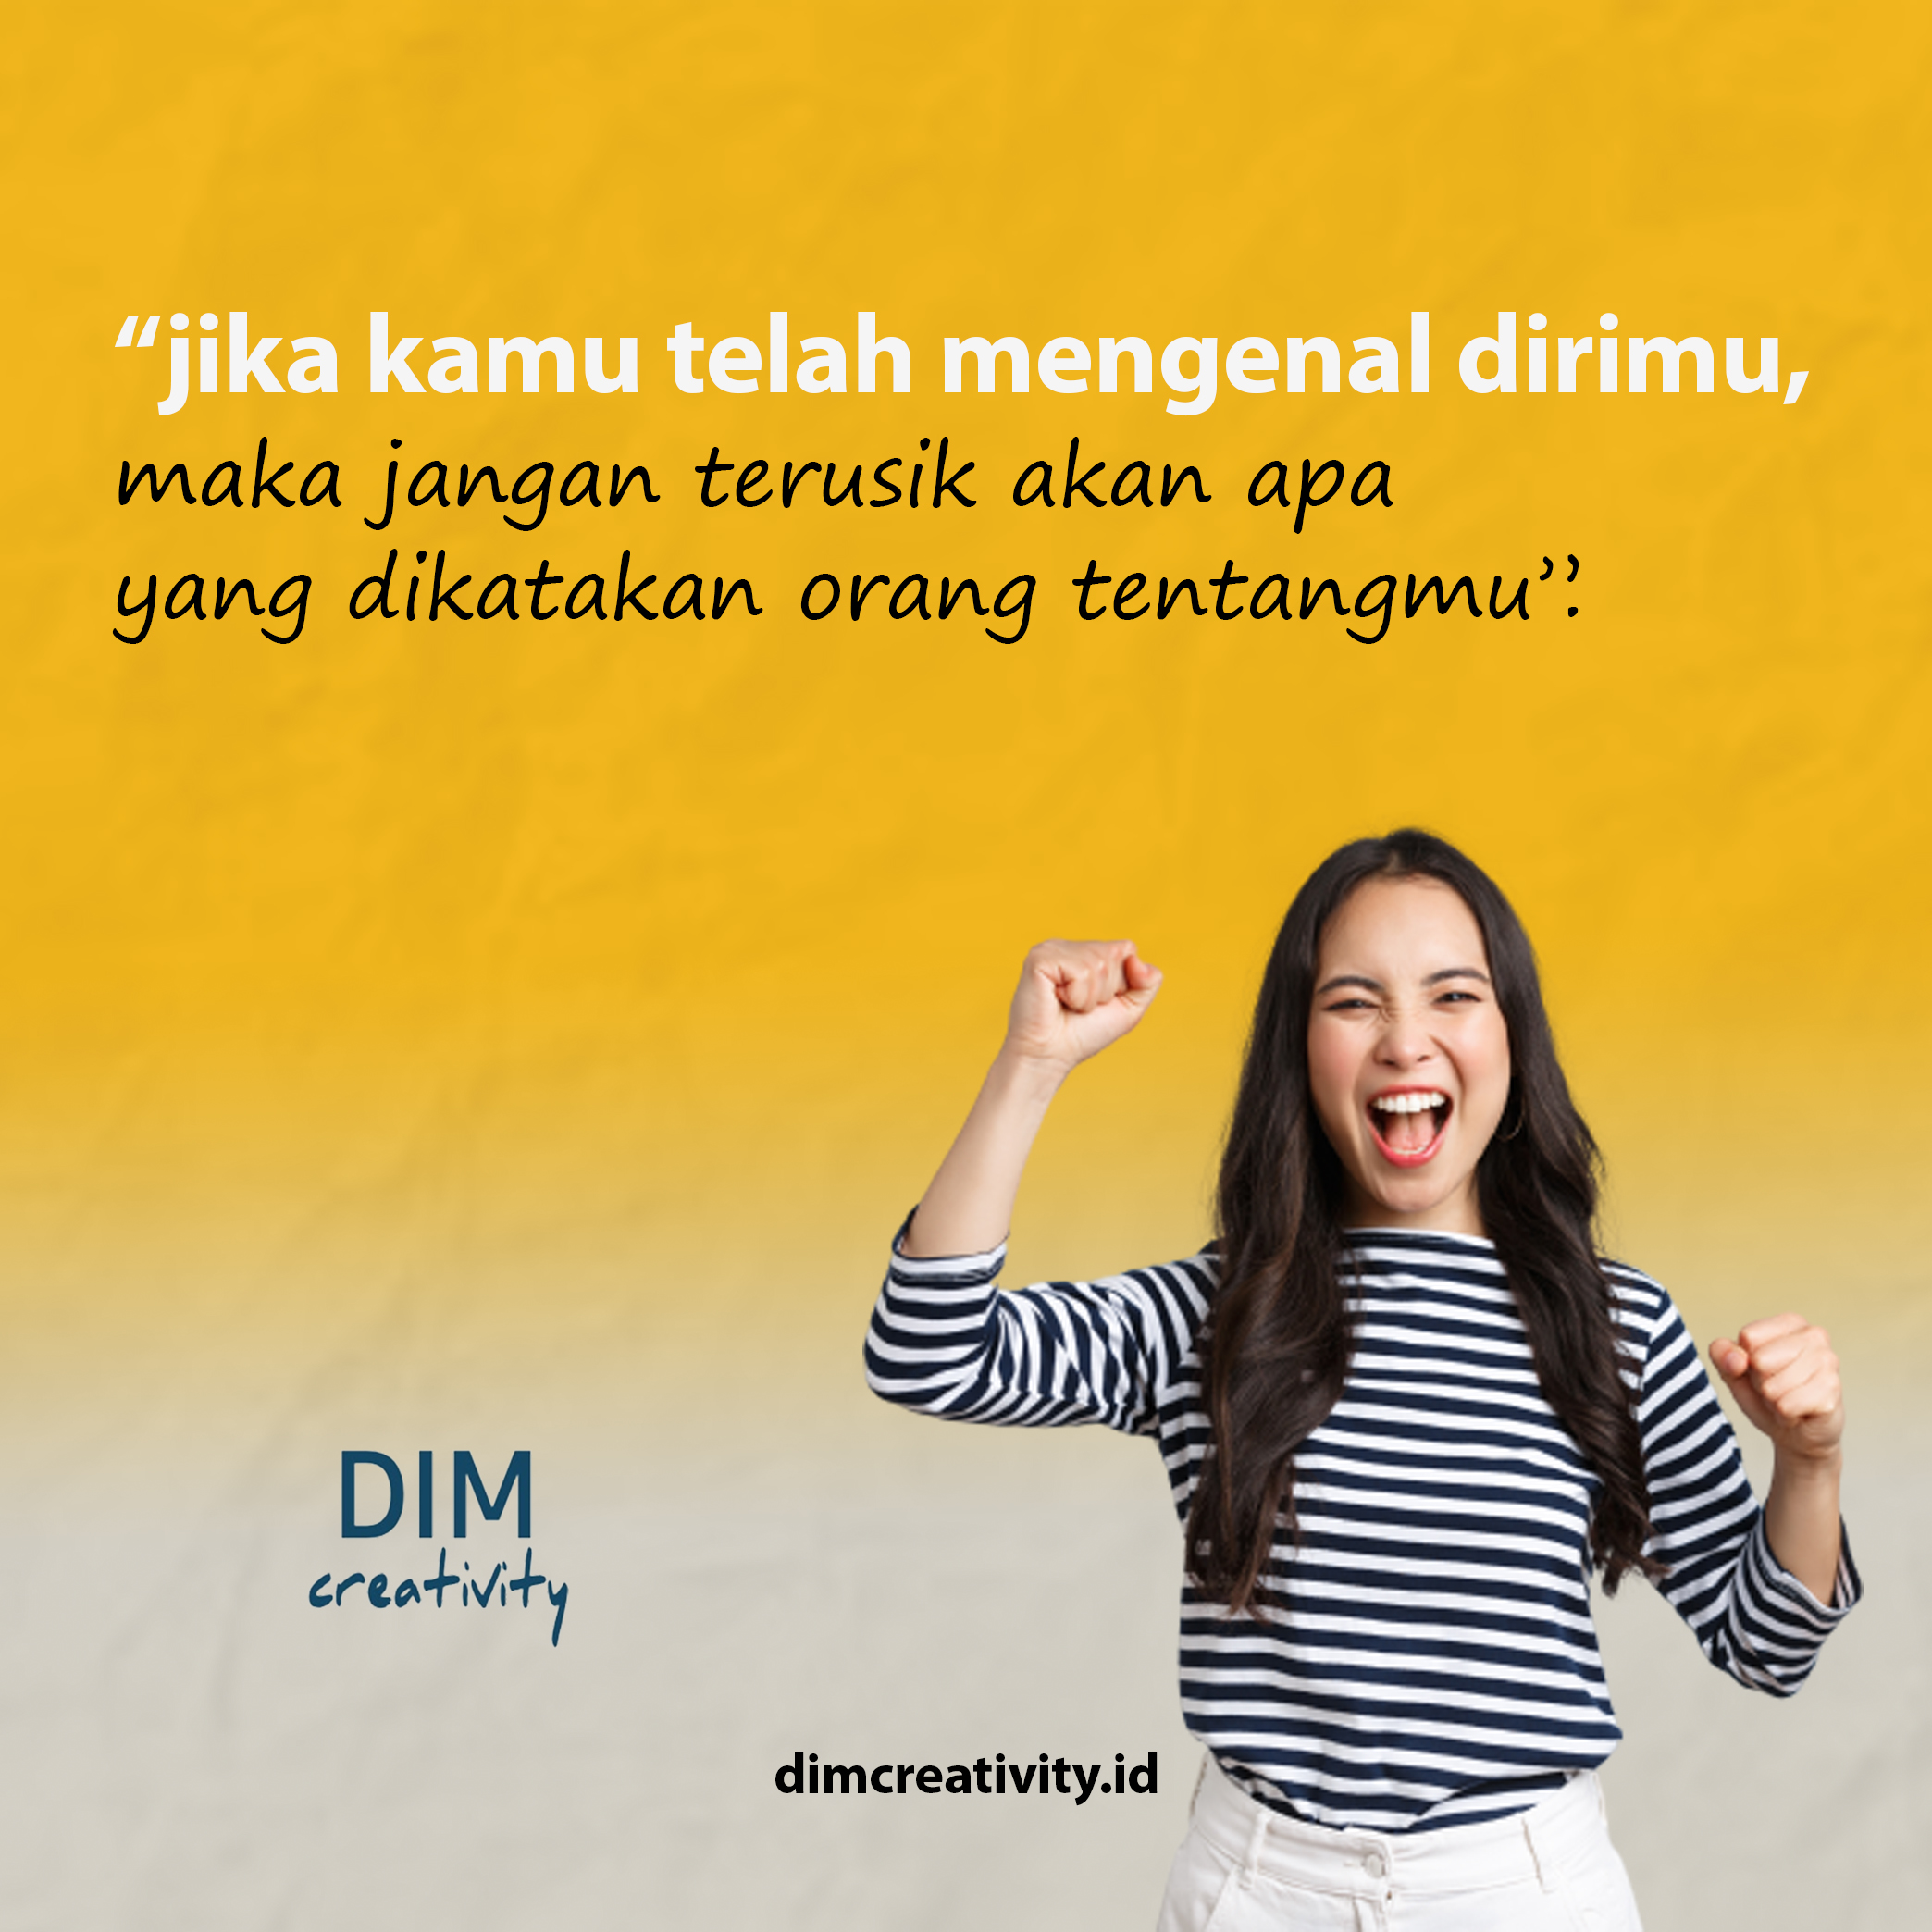 “jika kamu telah mengenal dirimu,
maka jangan terusik akan apa
yang dikatakan orang tentangmu”.
DIM
creativity
dimcreativity.id